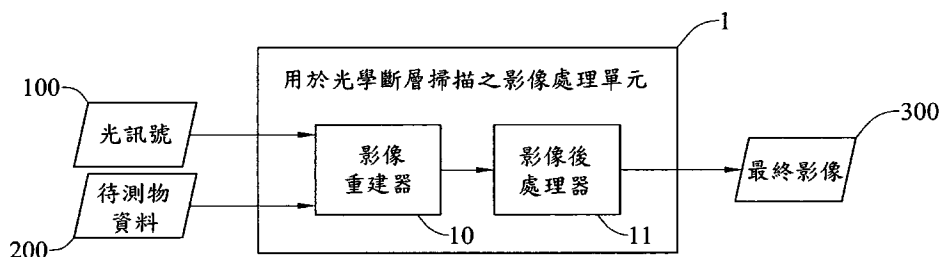 1
用於光學斷層掃描之影像處理單元
100
光訊號
影像
重建器
10
影像後
處理器
11
300
最終影像
待測物
資料
200